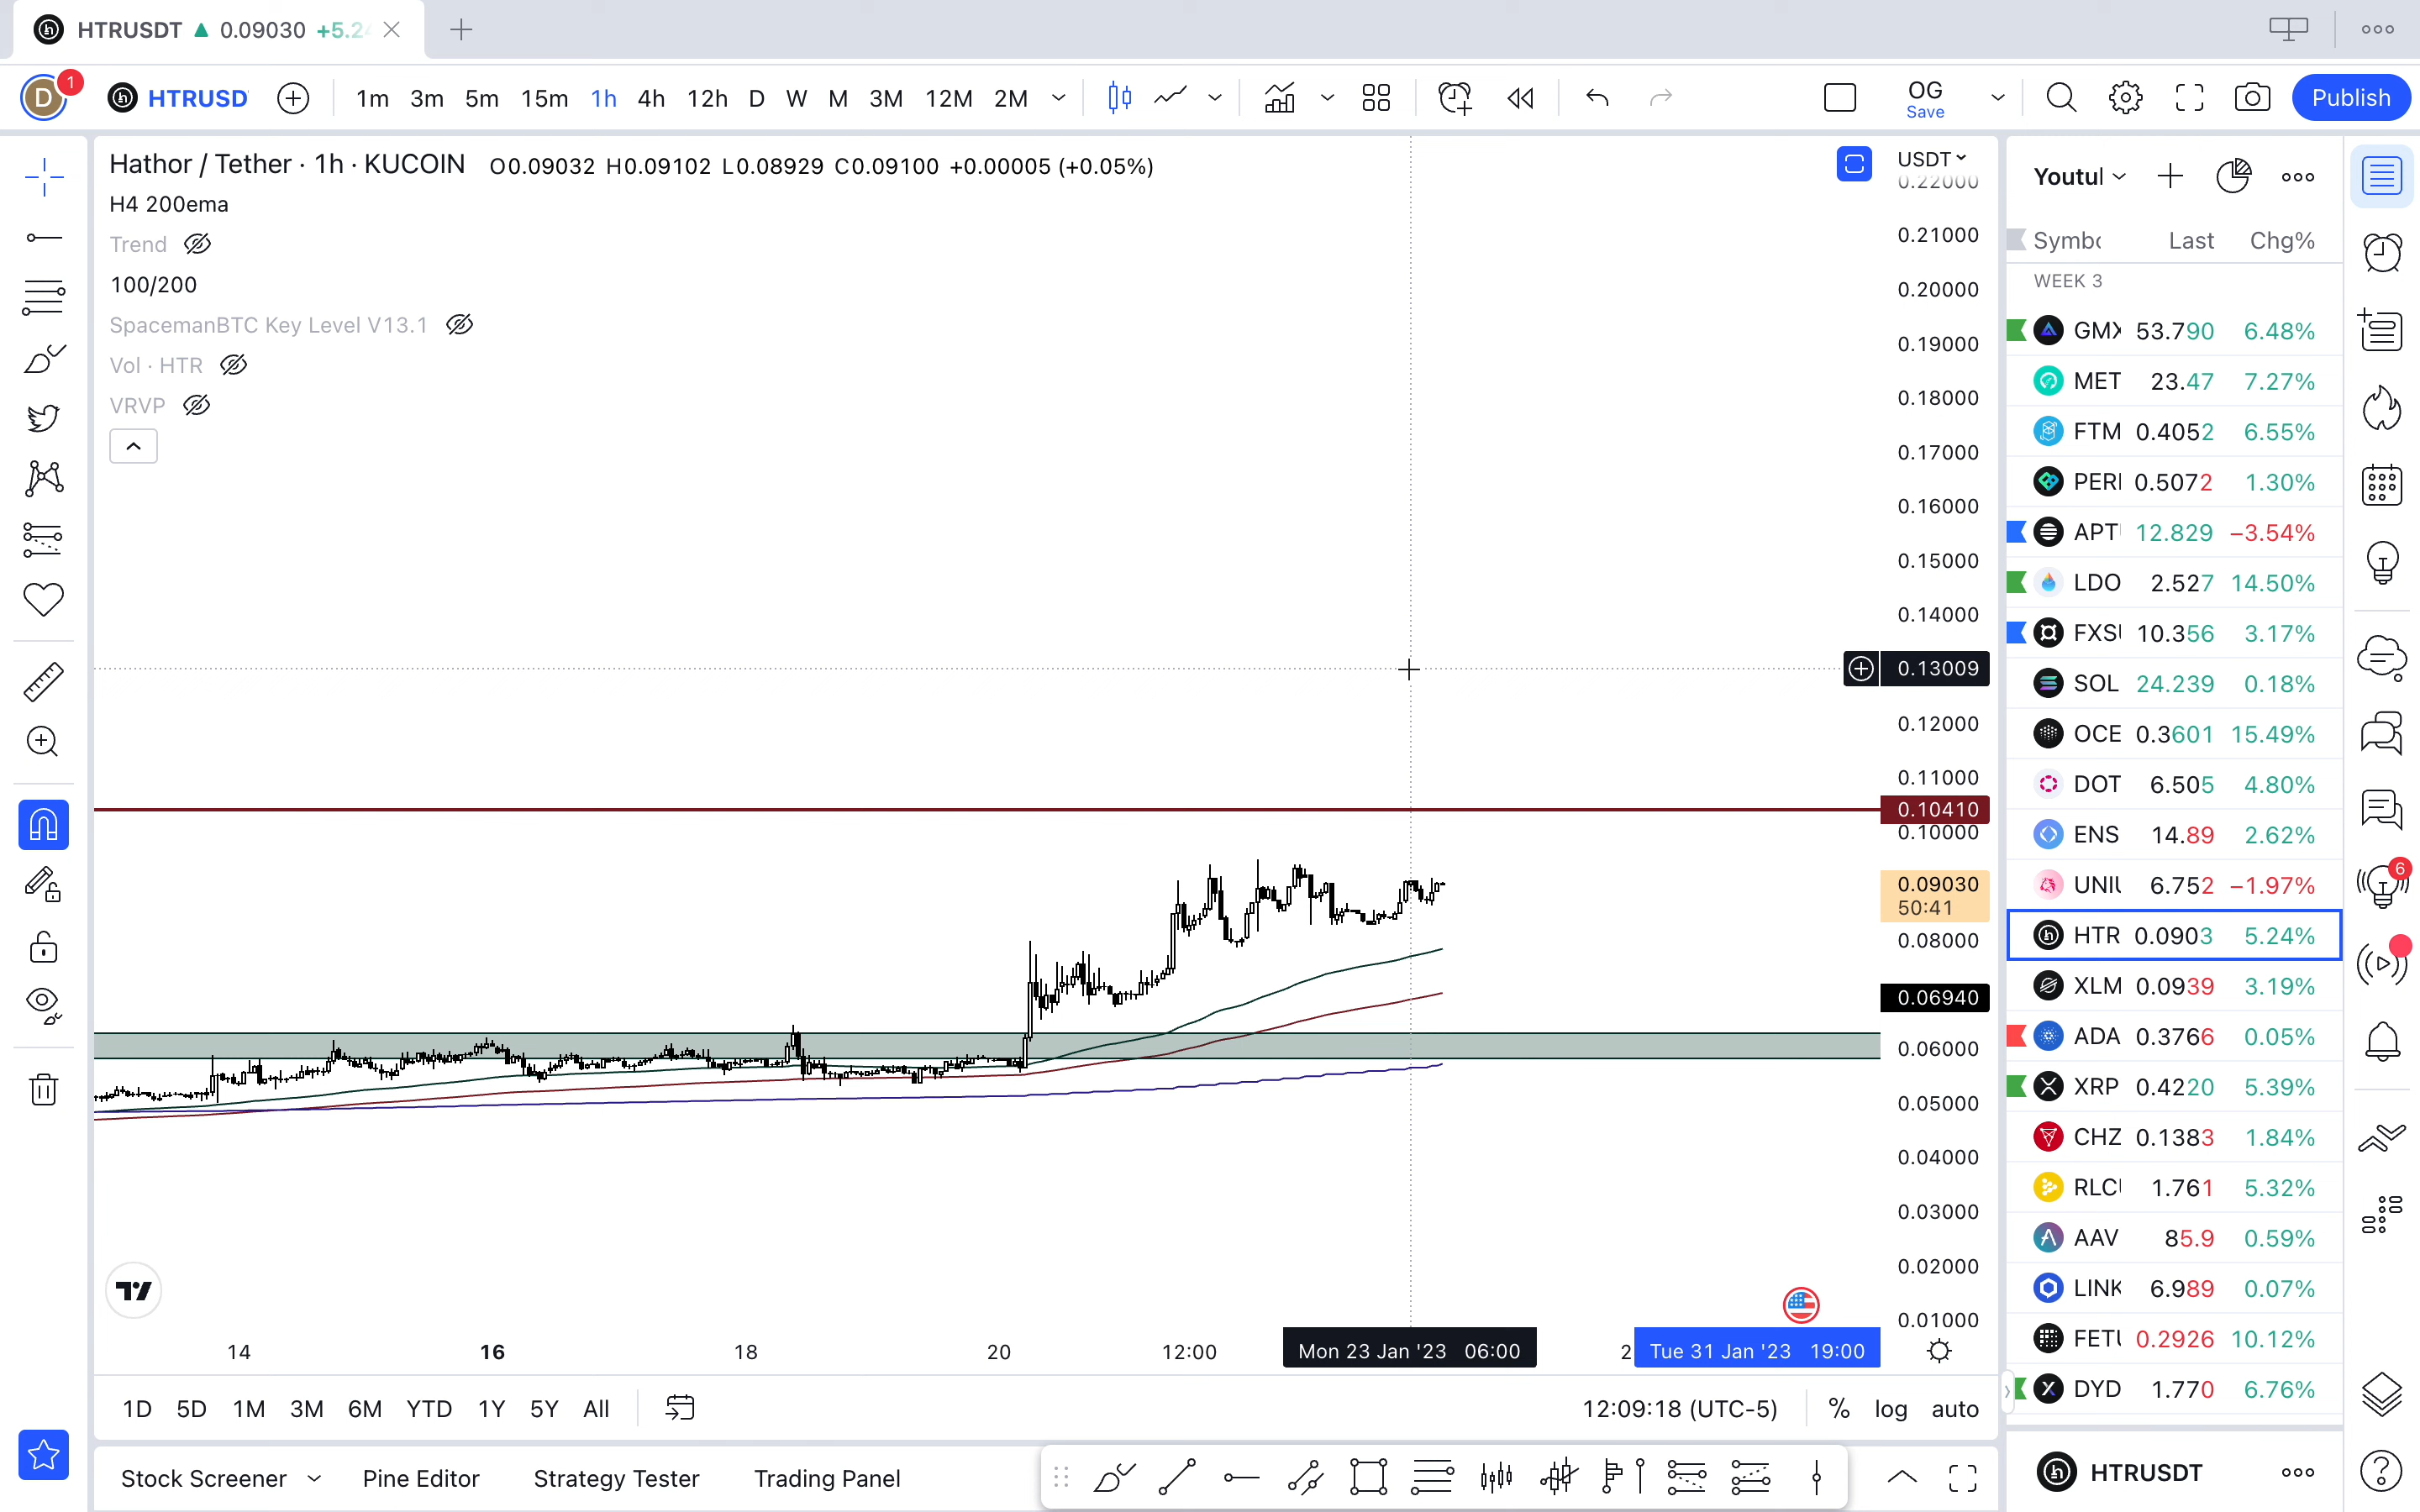 HTRUSDT ▲ 0.09030 +5.24
D 1 HTRUSD 1m 3m 5m 15m 1h 4h 12h D W M 3M 12M 2M OG Save Publish
Hathor / Tether · 1h · KUCOIN O0.09032 H0.09102 L0.08929 C0.09100 +0.00005 (+0.05%)
H4 200ema
Trend
100/200
SpacemanBTC Key Level V13.1
Vol · HTR
VRVP
USDT
0.22000
0.21000
0.20000
0.19000
0.18000
0.17000
0.16000
0.15000
0.14000
0.13009
0.12000
0.11000
0.10410
0.10000
0.09030
50:41
0.08000
0.06940
0.06000
0.05000
0.04000
0.03000
0.02000
0.01000
14 16 18 20 12:00 Mon 23 Jan '23 06:00 2 Tue 31 Jan '23 19:00
1D 5D 1M 3M 6M YTD 1Y 5Y All 12:09:18 (UTC-5) % log auto
Stock Screener Pine Editor Strategy Tester Trading Panel
Youtul
Symbo Last Chg%
WEEK 3
GMX 53.790 6.48%
MET 23.47 7.27%
FTM 0.4052 6.55%
PERI 0.5072 1.30%
APTU 12.829 −3.54%
LDO 2.527 14.50%
FXSU 10.356 3.17%
SOL 24.239 0.18%
OCE 0.3601 15.49%
DOT 6.505 4.80%
ENS 14.89 2.62%
UNIU 6.752 −1.97%
HTR 0.0903 5.24%
XLM 0.0939 3.19%
ADA 0.3766 0.05%
XRP 0.4220 5.39%
CHZ 0.1383 1.84%
RLCU 1.761 5.32%
AAV 85.9 0.59%
LINK 6.989 0.07%
FETU 0.2926 10.12%
DYD 1.770 6.76%
HTRUSDT
6